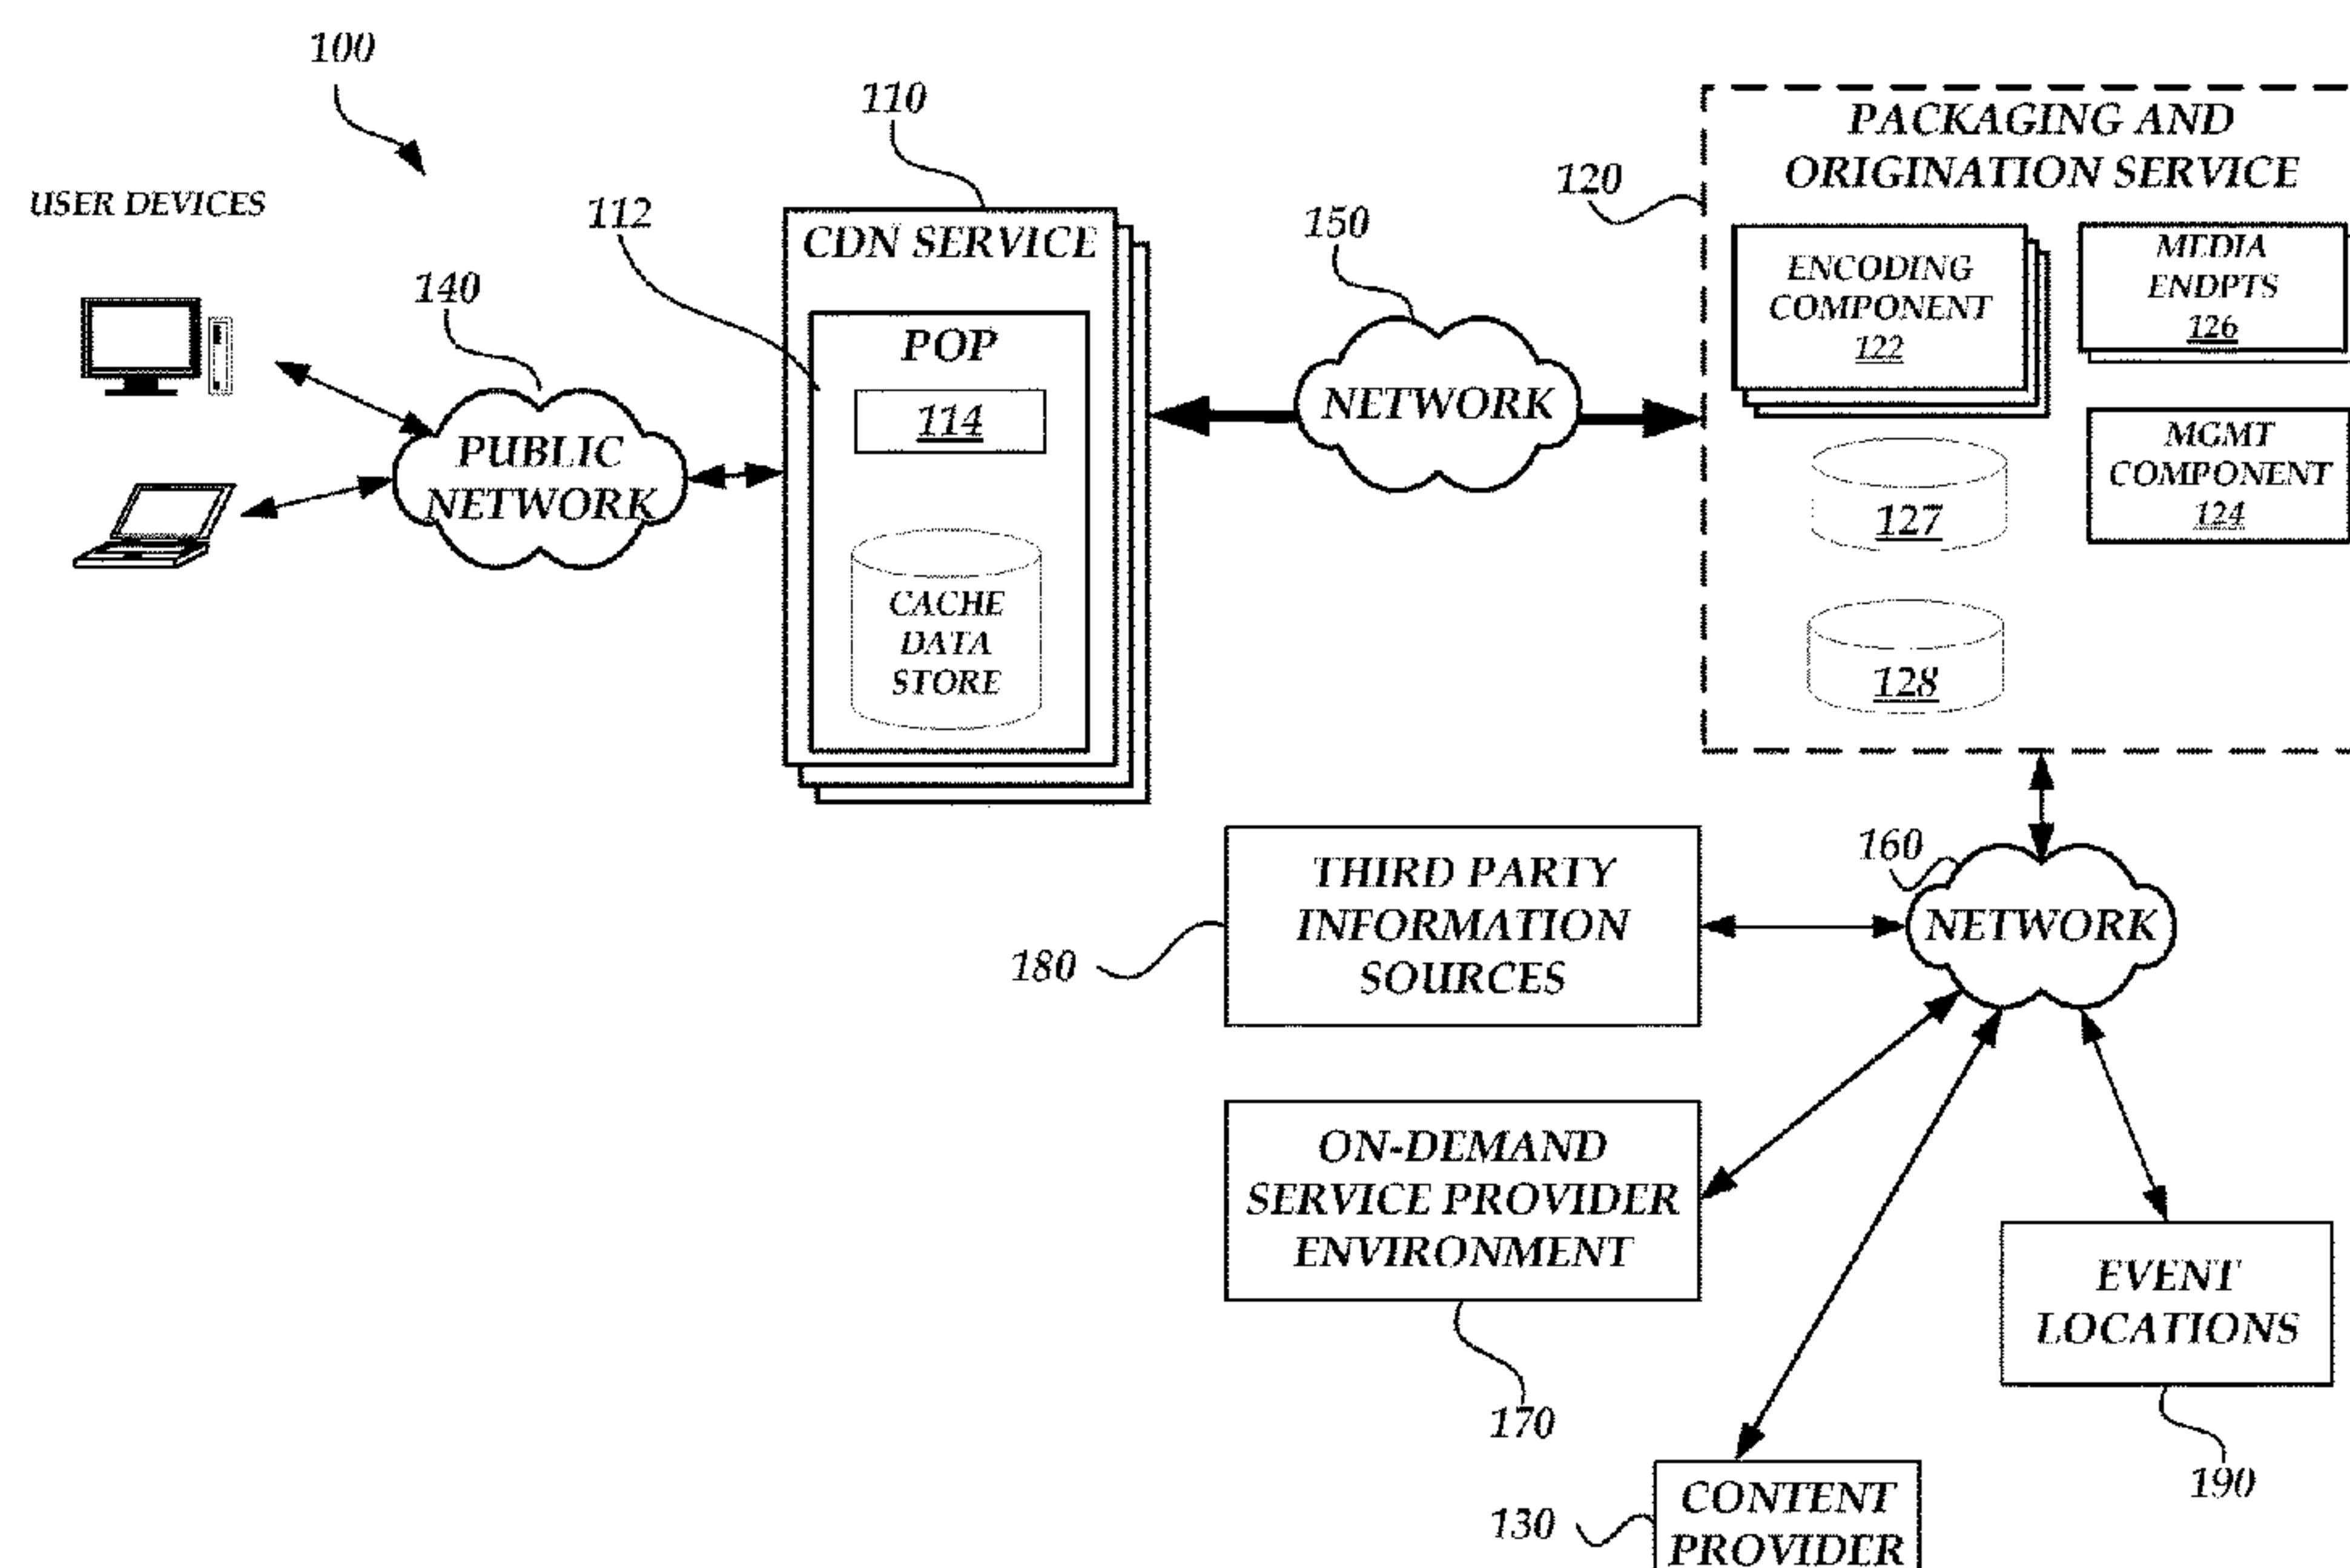 100
USER DEVICES
140
PUBLIC
NETWORK
112
110
CDN SERVICE
POP
114
CACHE
DATA
STORE
150
NETWORK
120
PACKAGING AND
ORIGINATION SERVICE
ENCODING
COMPONENT
122
MEDIA
ENDPTS
126
MGMT
COMPONENT
124
127
128
160
NETWORK
180
THIRD PARTY
INFORMATION
SOURCES
ON-DEMAND
SERVICE PROVIDER
ENVIRONMENT
170
EVENT
LOCATIONS
190
130
CONTENT
PROVIDER